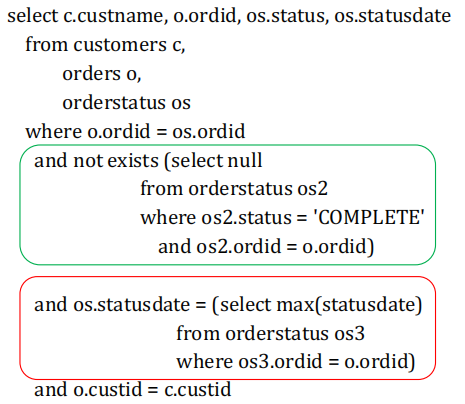 select c.custname, o.ordid, os.status, os.statusdate
from customers c,
orders o,
orderstatus os
where o.ordid = os.ordid
and not exists (select null
from orderstatus os2
where os2.status = 'COMPLETE'
and os2.ordid = o.ordid)
and os.statusdate = (select max(statusdate)
from orderstatus os3
where os3.ordid = o.ordid)
and o.custid = c.custid